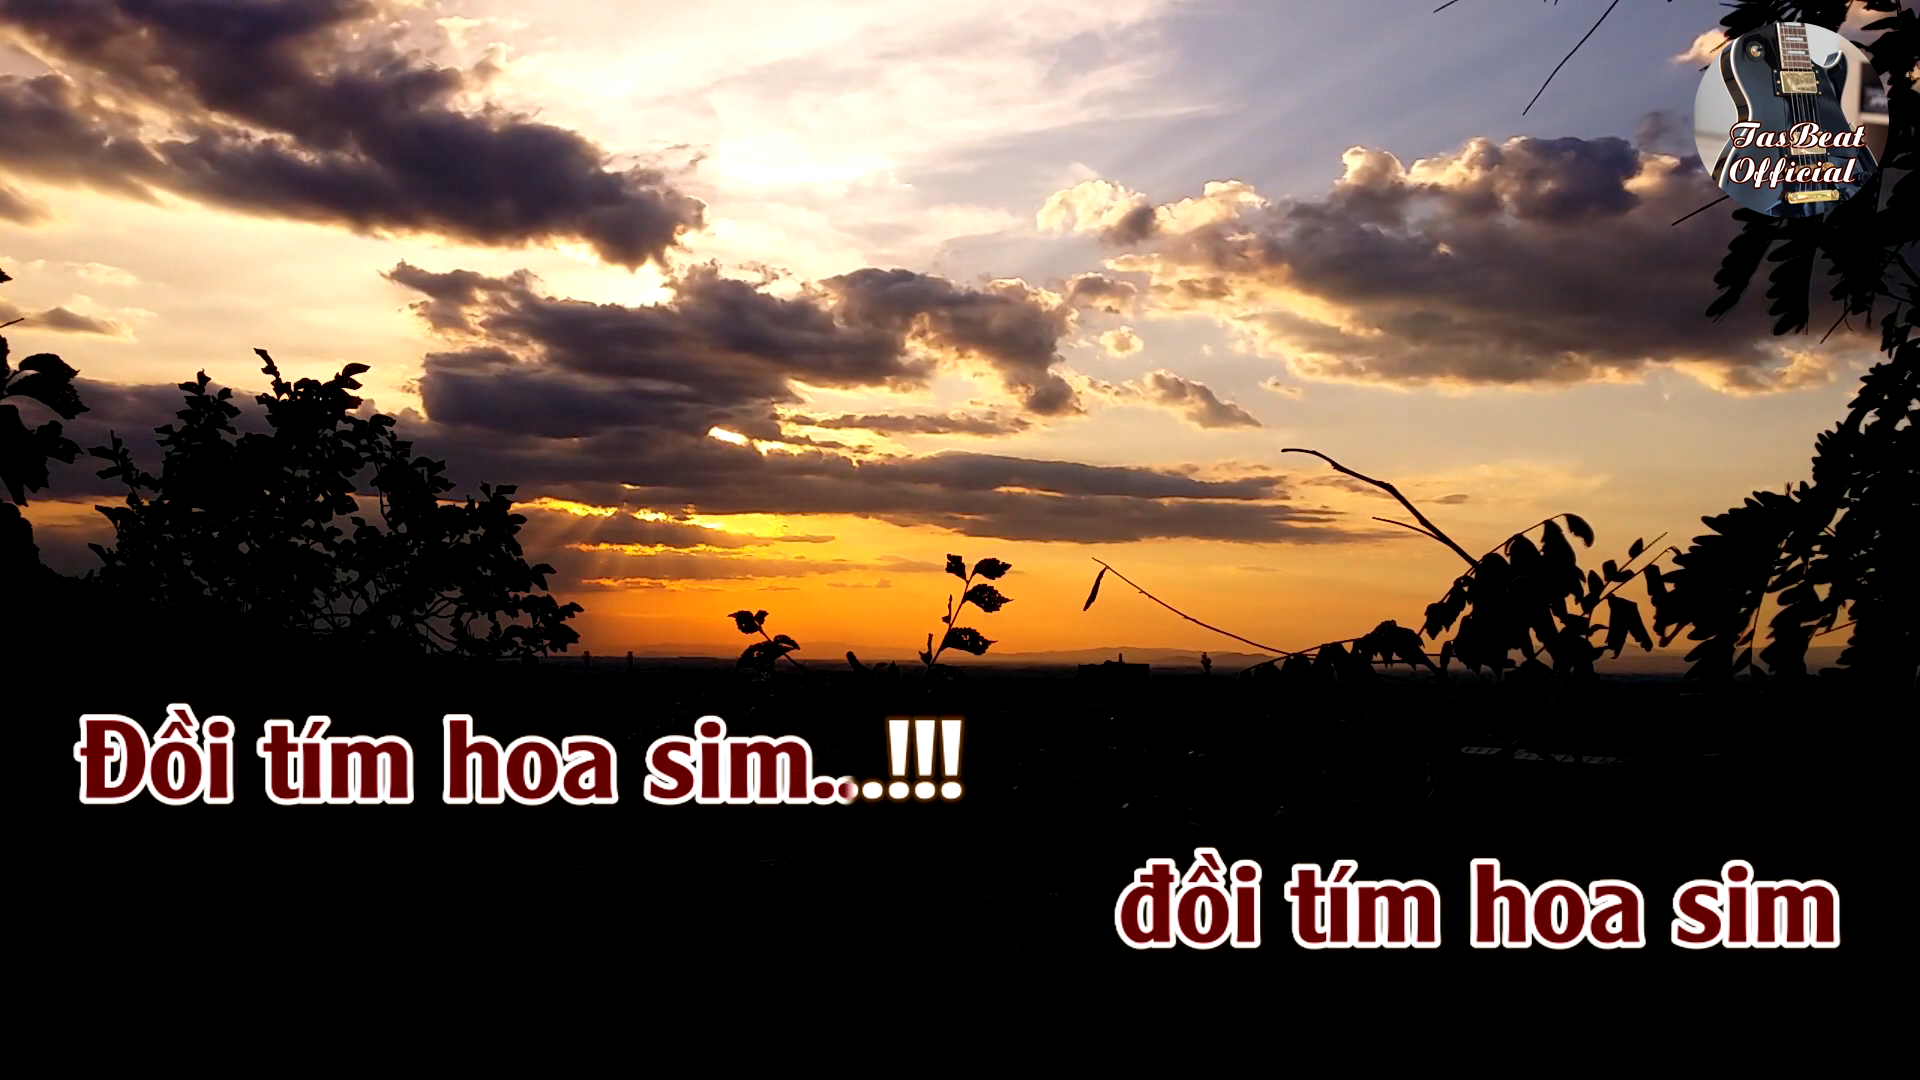 TasBeat
Official
Đồi tím hoa sim...!!!
đồi tím hoa sim